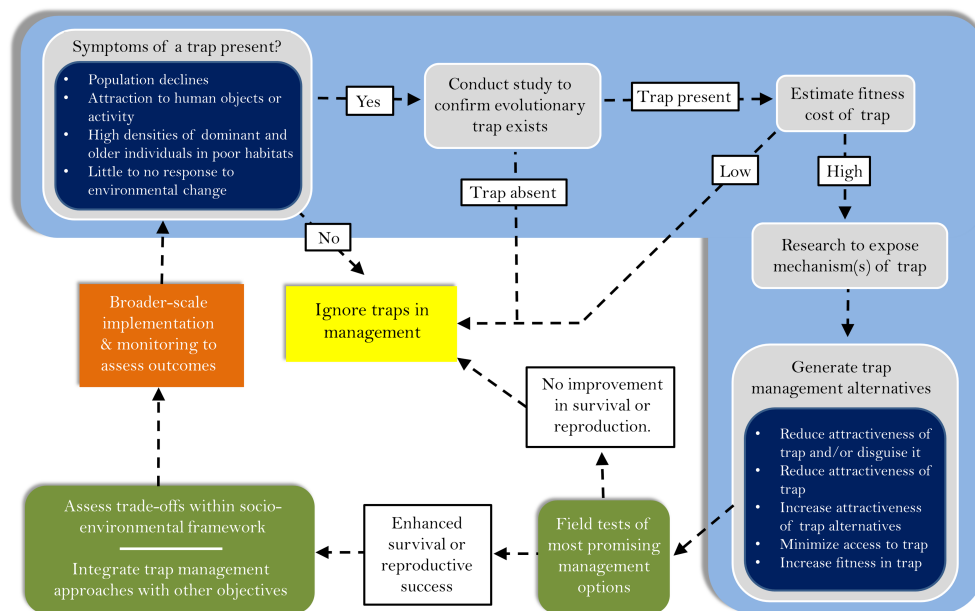 Symptoms of a trap present?
• Population declines
• Attraction to human objects or
activity
• High densities of dominant and
older individuals in poor habitats
• Little to no response to
environmental change
Yes
Conduct study to
confirm evolutionary
trap exists
Trap present
Estimate fitness
cost of trap
Trap absent
Low
High
No
Research to expose
mechanism(s) of trap
Broader-scale
implementation
& monitoring to
assess outcomes
Ignore traps in
management
Generate trap
management alternatives
• Reduce attractiveness of
trap and/or disguise it
• Reduce attractiveness of
trap
• Increase attractiveness
of trap alternatives
• Minimize access to trap
• Increase fitness in trap
No improvement
in survival or
reproduction.
Assess trade-offs within socio-
environmental framework
Integrate trap management
approaches with other objectives
Enhanced
survival or
reproductive
success
Field tests of
most promising
management
options